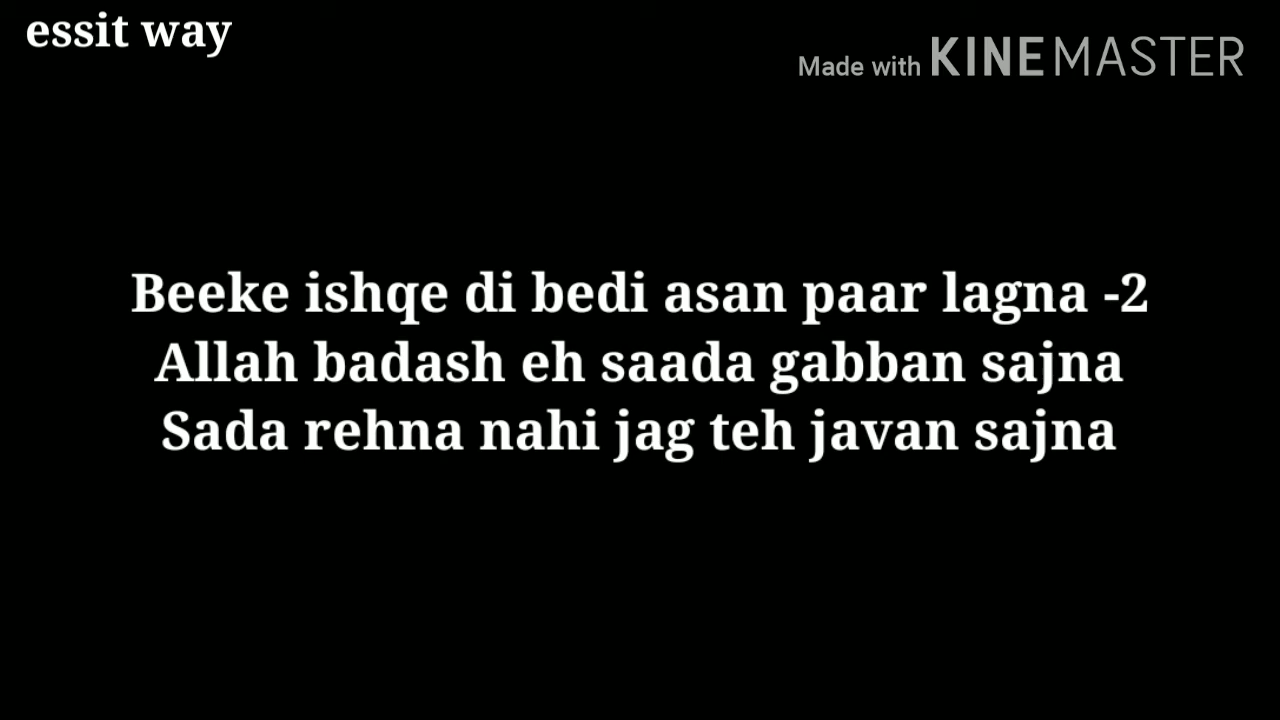 essit way
Made with KINEMASTER
Beeke ishqe di bedi asan paar lagna -2
Allah badash eh saada gabban sajna
Sada rehna nahi jag teh javan sajna